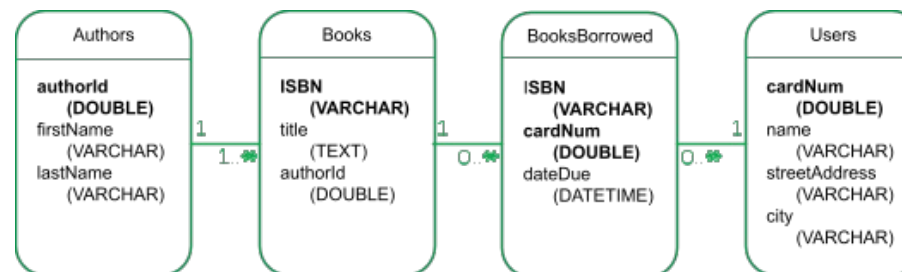 Authors
authorId
(DOUBLE)
firstName
(VARCHAR)
lastName
(VARCHAR)
1
1..*
Books
ISBN
(VARCHAR)
title
(TEXT)
authorId
(DOUBLE)
1
0..*
BooksBorrowed
ISBN
(VARCHAR)
cardNum
(DOUBLE)
dateDue
(DATETIME)
1
0..*
Users
cardNum
(DOUBLE)
name
(VARCHAR)
streetAddress
(VARCHAR)
city
(VARCHAR)